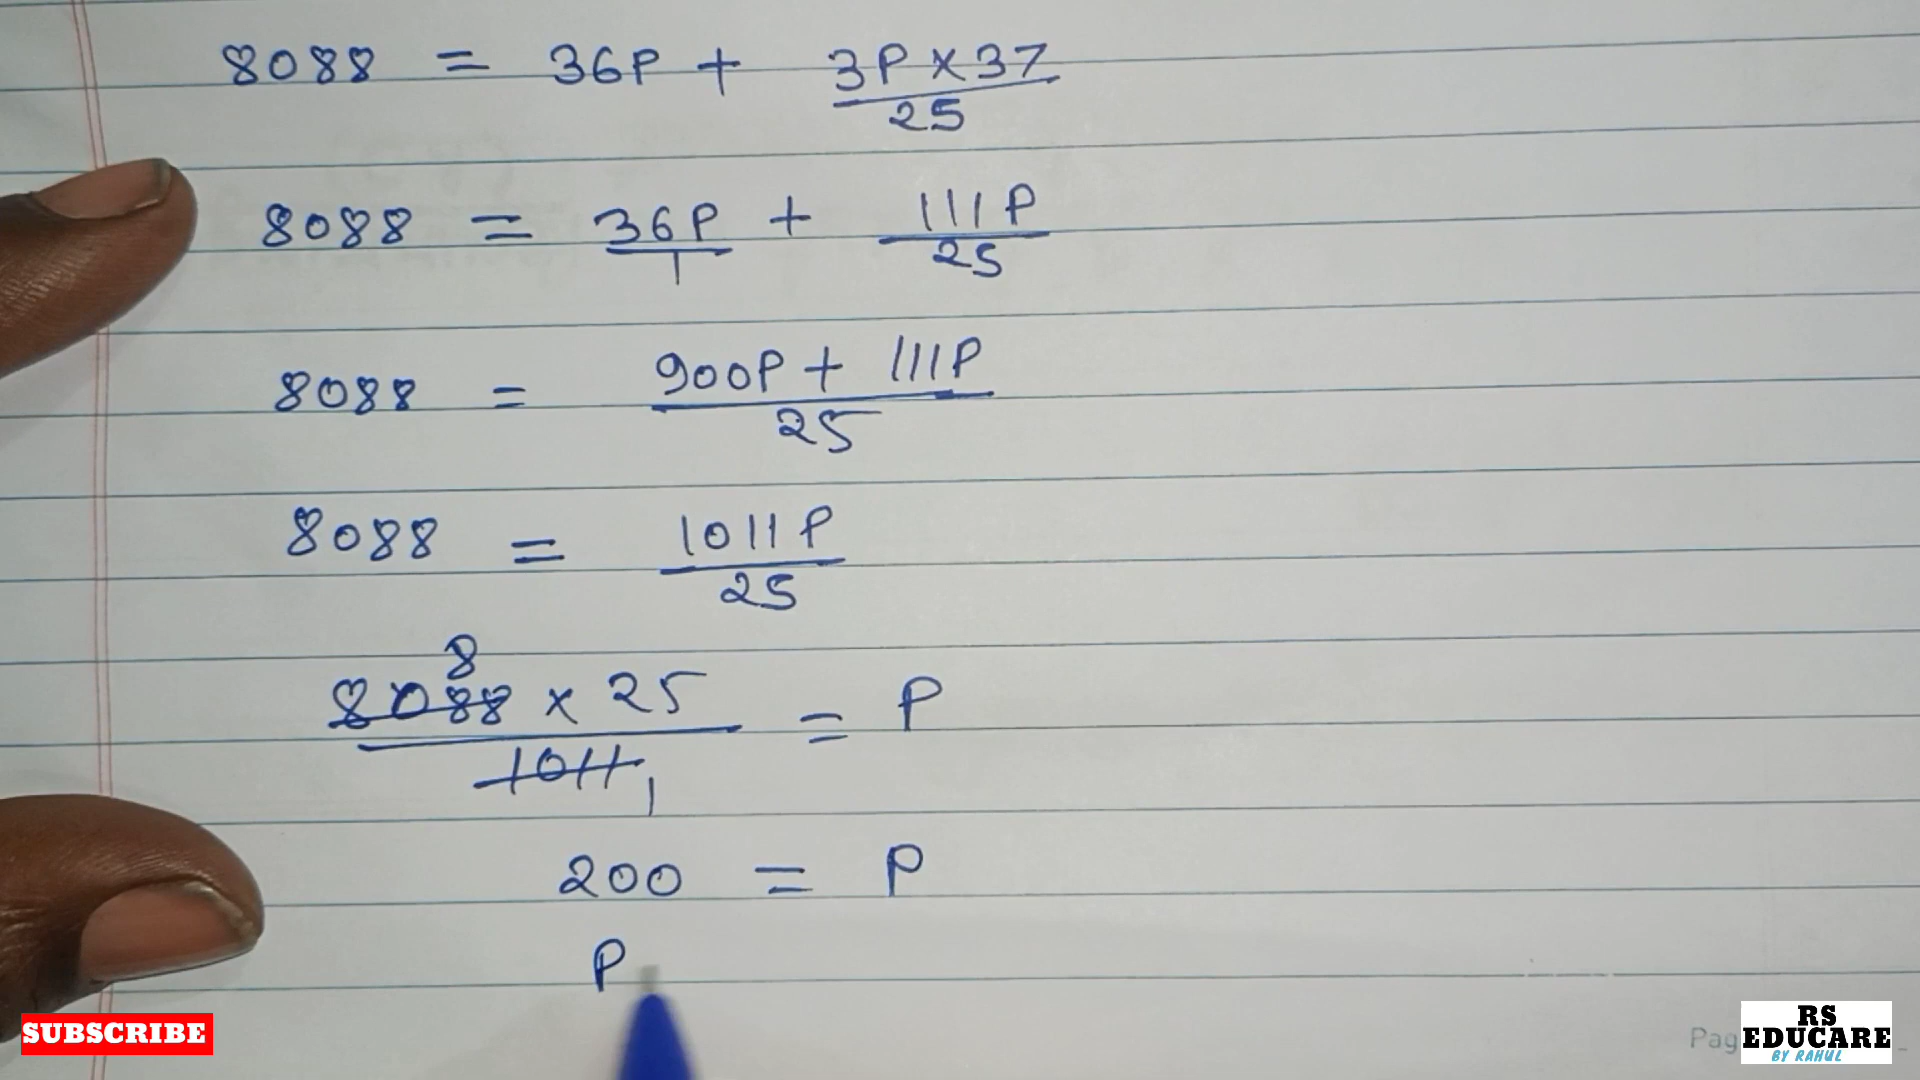 8088 = 36P + 3P × 37 / 25
8088 = 36P / 1 + 111P / 25
8088 = 900P + 111P / 25
8088 = 1011P / 25
8
8088 × 25 / 1011 = P
1
200 = P
P
SUBSCRIBE
Pag
RS
EDUCARE
BY RAHUL